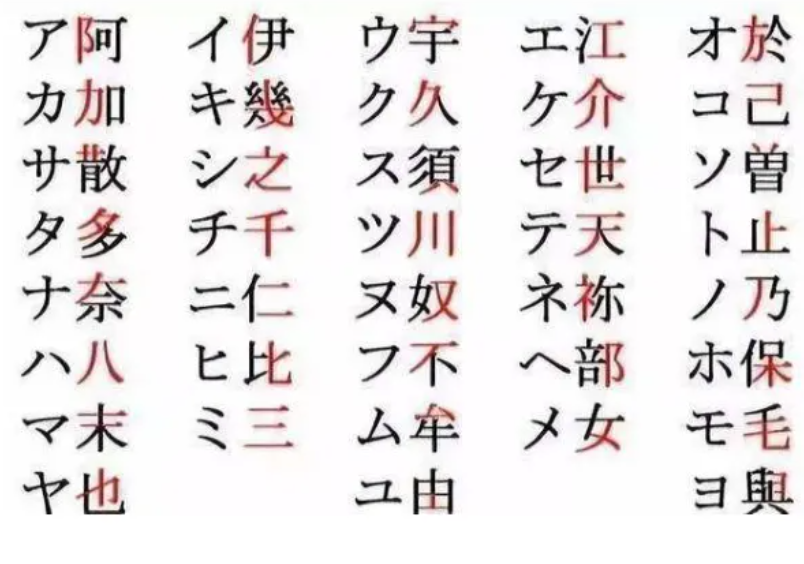 ア阿 イ伊 ウ宇 エ江 オ於
カ加 キ幾 ク久 ケ介 コ己
サ散 シ之 ス須 セ世 ソ曽
タ多 チ千 ツ川 テ天 ト止
ナ奈 ニ仁 ヌ奴 ネ祢 ノ乃
ハ八 ヒ比 フ不 ヘ部 ホ保
マ末 ミ三 ム牟 メ女 モ毛
ヤ也 ユ由 ヨ與